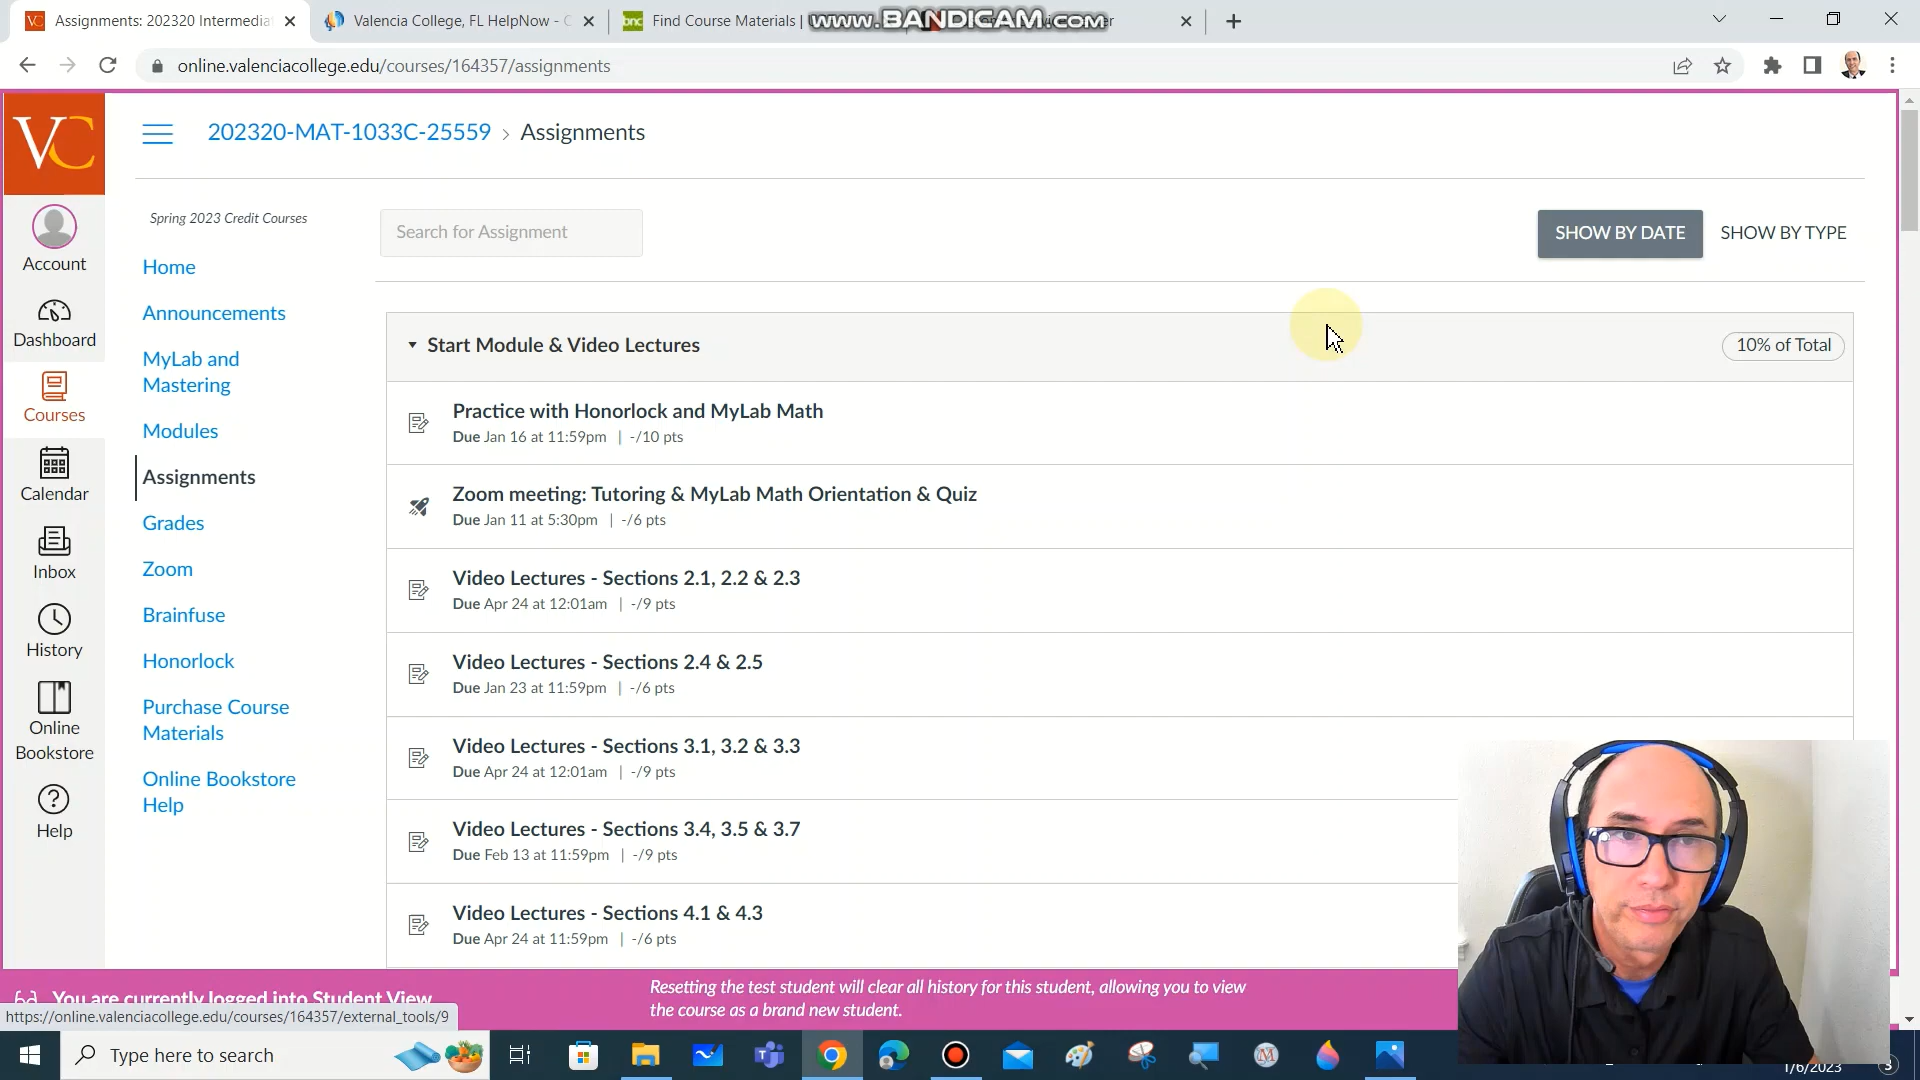 Assignments: 202320 Intermedia
Valencia College, FL HelpNow - C
Find Course Materials |
www.BANDICAM.com
online.valenciacollege.edu/courses/164357/assignments
VC
202320-MAT-1033C-25559 > Assignments
Spring 2023 Credit Courses
Search for Assignment
SHOW BY DATE
SHOW BY TYPE
Account
Dashboard
Courses
Calendar
Inbox
History
Online
Bookstore
Help
Home
Announcements
MyLab and
Mastering
Modules
Assignments
Grades
Zoom
Brainfuse
Honorlock
Purchase Course
Materials
Online Bookstore
Help
Start Module & Video Lectures
10% of Total
Practice with Honorlock and MyLab Math
Due Jan 16 at 11:59pm | -/10 pts
Zoom meeting: Tutoring & MyLab Math Orientation & Quiz
Due Jan 11 at 5:30pm | -/6 pts
Video Lectures - Sections 2.1, 2.2 & 2.3
Due Apr 24 at 12:01am | -/9 pts
Video Lectures - Sections 2.4 & 2.5
Due Jan 23 at 11:59pm | -/6 pts
Video Lectures - Sections 3.1, 3.2 & 3.3
Due Apr 24 at 12:01am | -/9 pts
Video Lectures - Sections 3.4, 3.5 & 3.7
Due Feb 13 at 11:59pm | -/9 pts
Video Lectures - Sections 4.1 & 4.3
Due Apr 24 at 11:59pm | -/6 pts
You are currently logged into Student View
Resetting the test student will clear all history for this student, allowing you to view
the course as a brand new student.
https://online.valenciacollege.edu/courses/164357/external_tools/9
Type here to search
1/6/2023
3